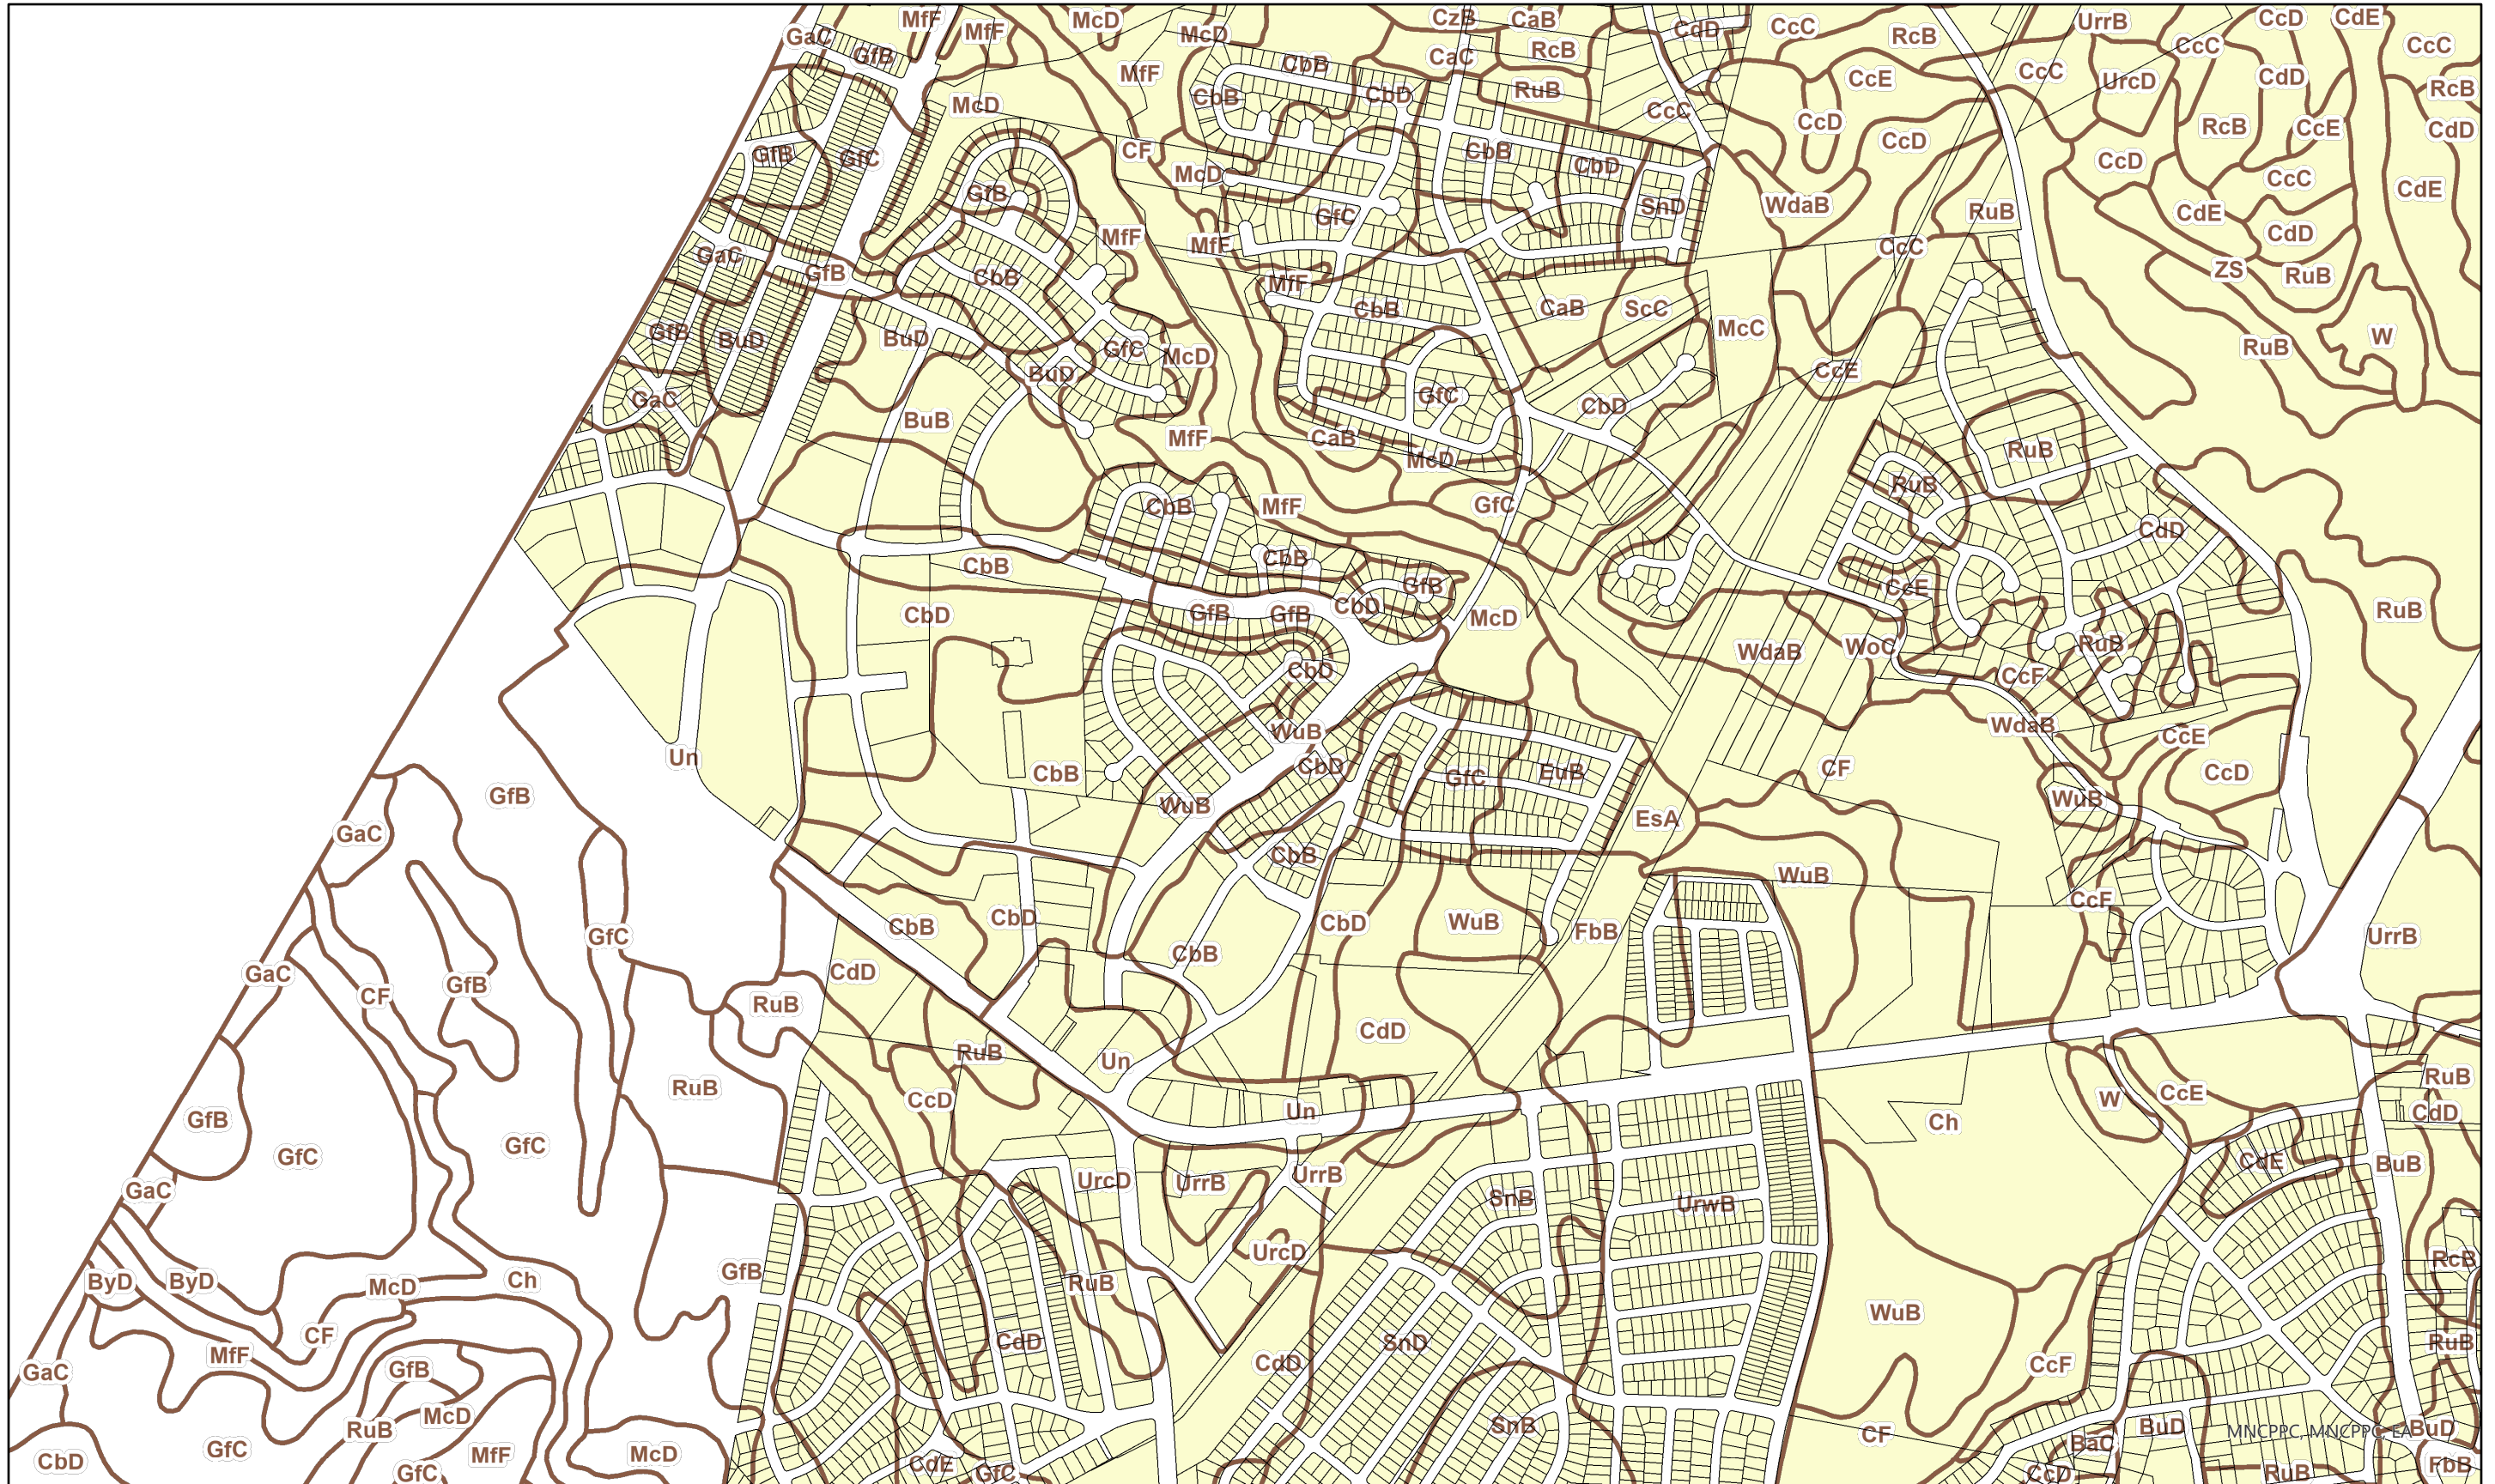 MfF
McD
CzB
CaB
CcD
CdE
GaC
MfF
McD
CdD
CcC
RcB
UrrB
CcC
CcC
GfB
CbB
CaC
RcB
MfF
CcC
CcE
UrcD
CdD
RcB
CbB
CbD
RuB
McD
CcC
CcD
RcB
CcE
CdD
GfB
GfC
CF
CbB
CbD
CcD
CcD
McD
CcC
GfB
SnD
WdaB
CdE
GfC
RuB
CdE
MfF
MfF
CcC
CdD
GaC
GfB
CbB
MfF
ZS
RuB
CbB
CaB
ScC
GfB
BuD
BuD
McC
W
GfC
McD
RuB
BuD
CcE
GaC
GfC
CbD
BuB
MfF
CaB
McD
RuB
RuB
CbB
MfF
GfC
CdD
CbB
CbB
GfB
CcE
CbD
GfB
GfB
CbD
McD
RuB
WdaB
WoC
RuB
CbD
CcF
WuB
WdaB
CcE
Un
CbD
CbB
GfC
EuB
CF
CcD
GfB
WuB
WuB
GaC
EsA
CbB
WuB
CcF
CbB
CbD
CbD
WuB
FbB
UrrB
GfC
CbB
GaC
CdD
GfB
CF
RuB
CdD
RuB
Un
RuB
CcD
W
CcE
RuB
GfB
Un
Ch
CdD
GfC
GfC
UrcD
UrrB
UrrB
CdE
BuB
GaC
SnB
UrwB
UrcD
RcB
GfB
ByD
ByD
McD
Ch
RuB
WuB
CF
CdD
SnD
RuB
MfF
CdD
CcF
GaC
GfB
McD
RuB
SnB
CF
BuD
MNCPPC, MNCPPC, EA
BuD
CbD
GfC
MfF
McD
CdE
BaC
GfC
GfC
CcD
RuB
FbB